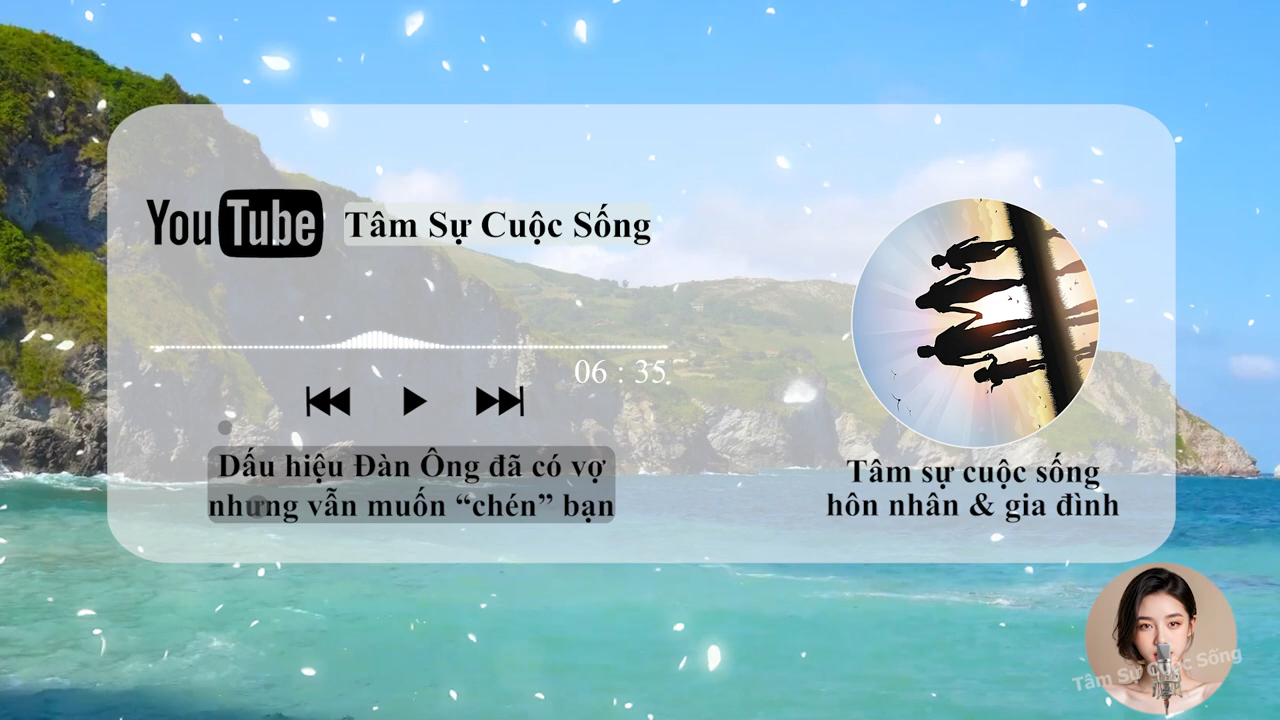 YouTube Tâm Sự Cuộc Sống
06 : 35
Dấu hiệu Đàn Ông đã có vợ
nhưng vẫn muốn “chén” bạn
Tâm sự cuộc sống
hôn nhân & gia đình
Tâm Sự Cuộc Sống